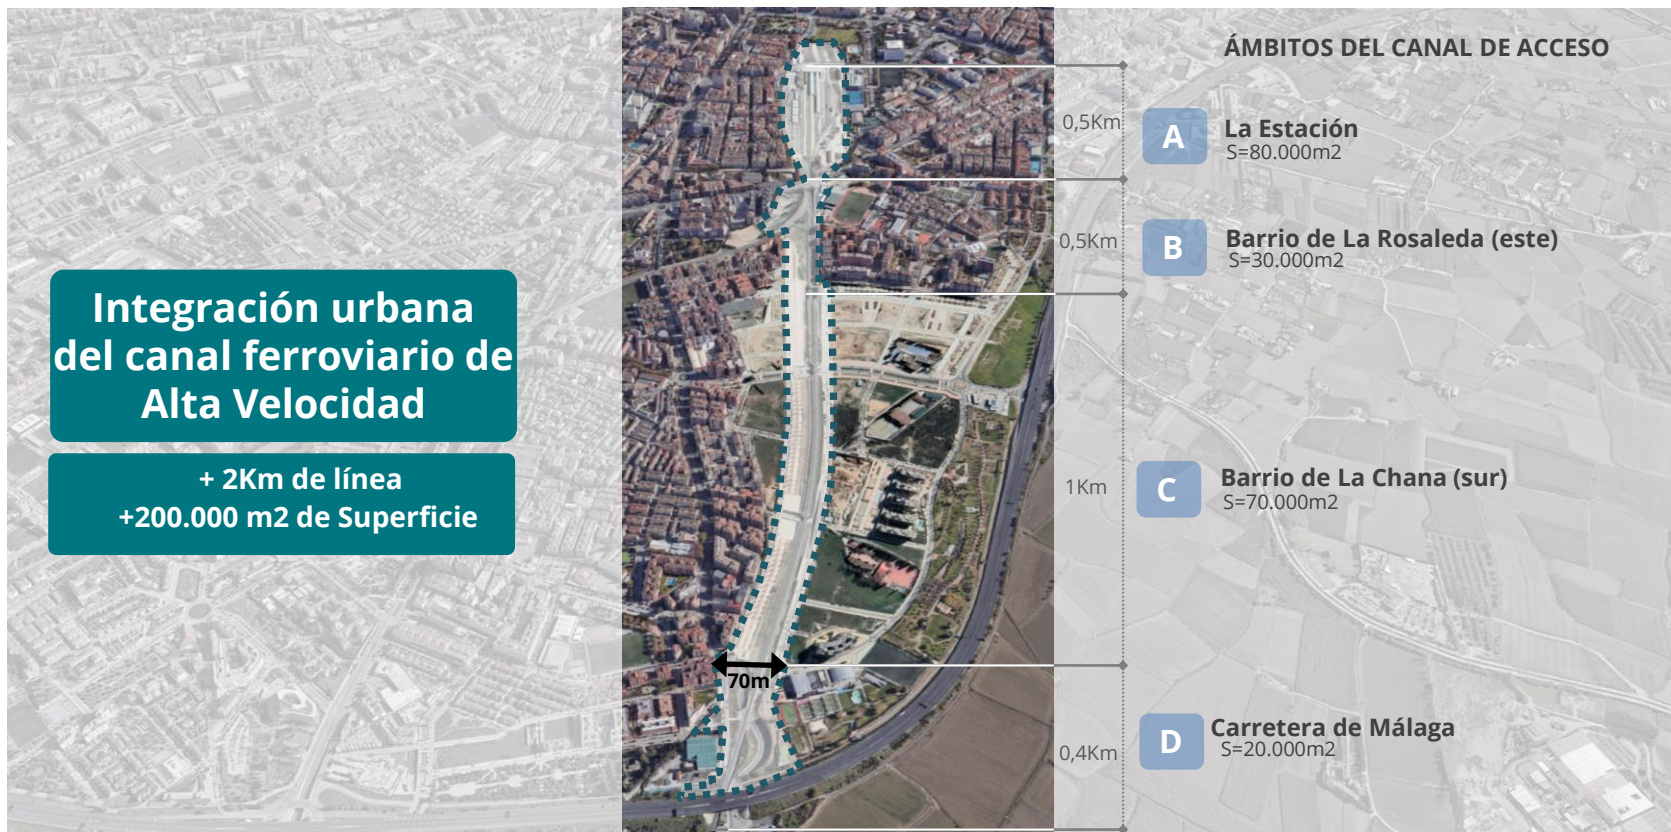 ÁMBITOS DEL CANAL DE ACCESO
0,5Km
A
La Estación
S=80.000m2
0,5Km
B
Barrio de La Rosaleda (este)
S=30.000m2
Integración urbana
del canal ferroviario de
Alta Velocidad
+ 2Km de línea
+200.000 m2 de Superficie
1Km
C
Barrio de La Chana (sur)
S=70.000m2
70m
0,4Km
D
Carretera de Málaga
S=20.000m2